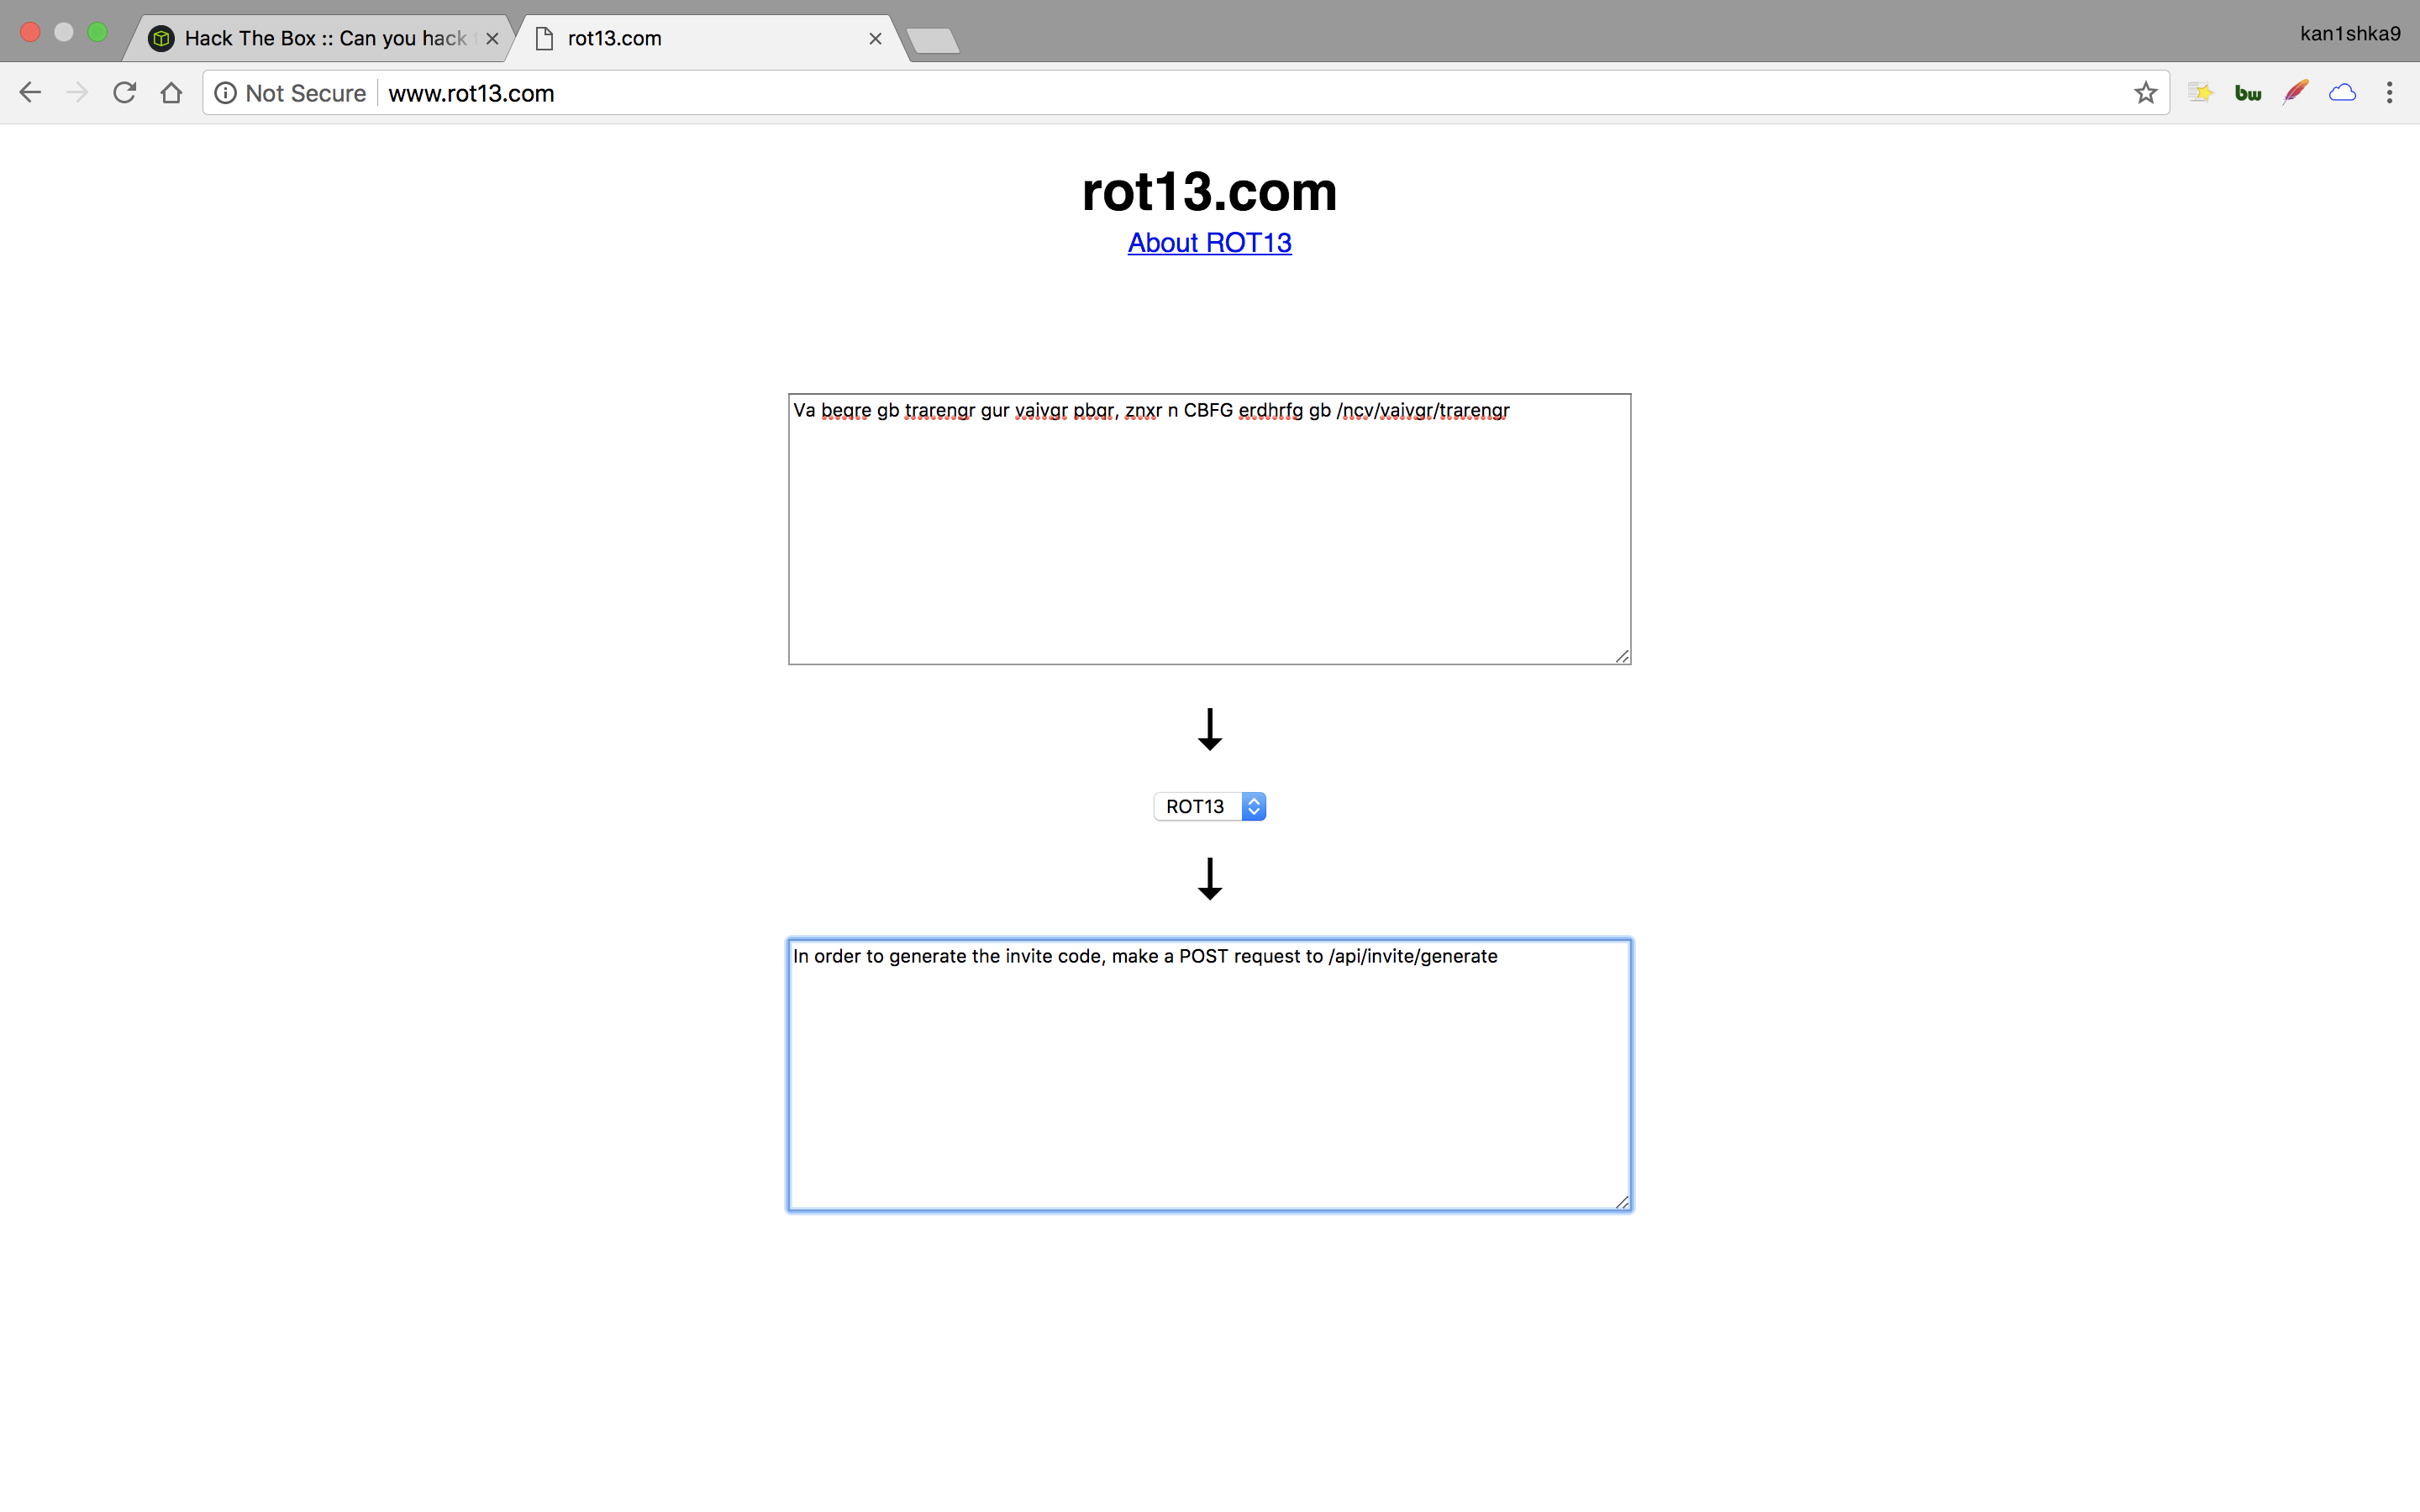 Hack The Box :: Can you hack
rot13.com
kan1shka9
Not Secure www.rot13.com
bw
rot13.com
About ROT13
Va beqre gb trarengr gur vaivgr pbqr, znxr n CBFG erdhrfg gb /ncv/vaivgr/trarengr
ROT13
In order to generate the invite code, make a POST request to /api/invite/generate